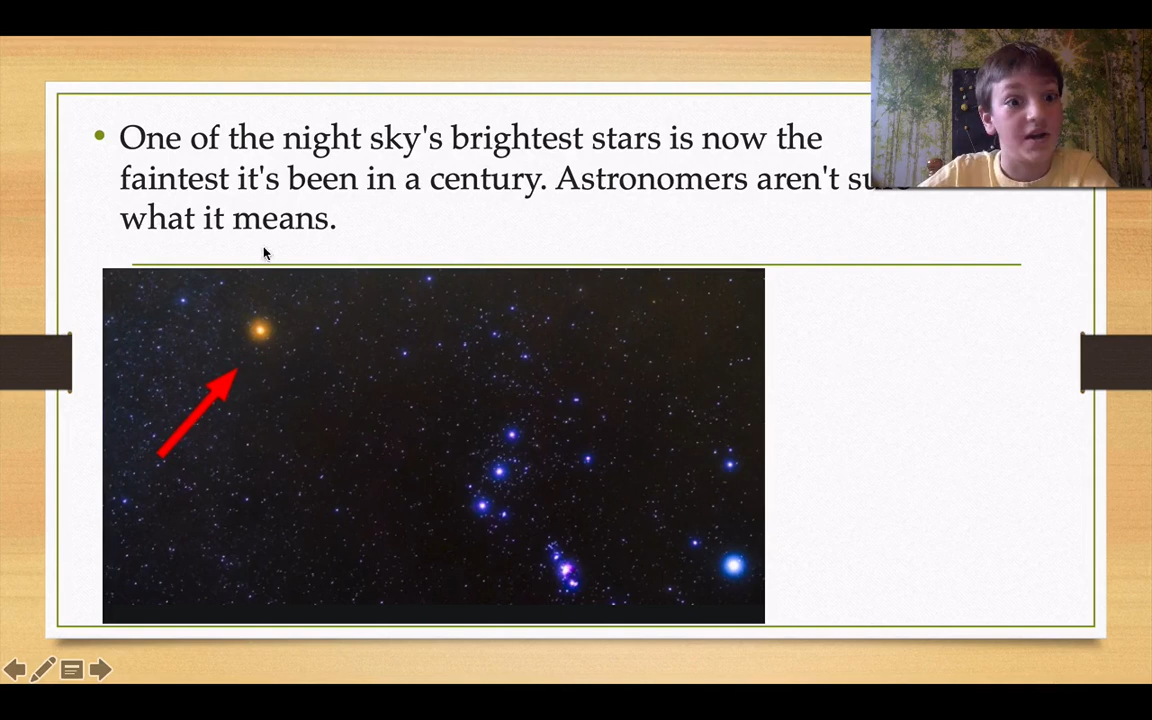 One of the night sky's brightest stars is now the
faintest it's been in a century. Astronomers aren't
what it means.